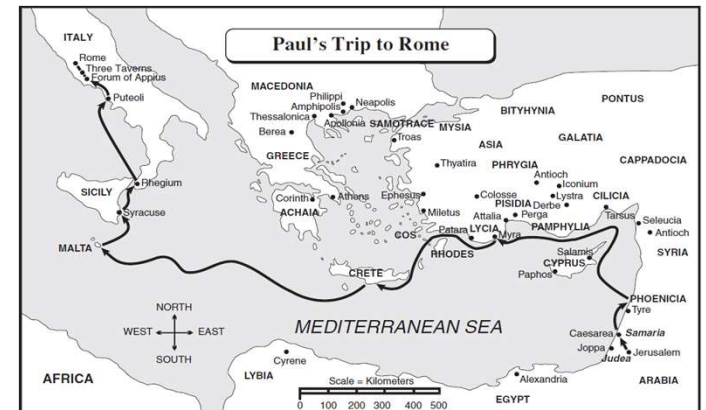 Paul's Trip to Rome
ITALY
Rome
Three Taverns
Forum of Appius
Puteoli
MACEDONIA
Philippi
Neapolis
Amphipolis
Thessalonica
Apollonia
SAMOTRACE
Berea
GREECE
Troas
MYSIA
BITYHYNIA
PONTUS
ASIA
GALATIA
Thyatira
PHRYGIA
CAPPADOCIA
Antioch
Iconium
SICILY
Rhegium
Syracuse
Corinth
Athens
ACHAIA
Ephesus
Miletus
Colosse
PISIDIA
Lystra
Derbe
CILICIA
Attalia
Perga
Tarsus
Seleucia
Antioch
Patara
LYCIA
Myra
PAMPHYLIA
MALTA
COS
RHODES
SYRIA
Salamis
CYPRUS
Paphos
CRETE
PHOENICIA
Tyre
NORTH
WEST
EAST
SOUTH
MEDITERRANEAN SEA
Caesarea
Samaria
Joppa
Jerusalem
Judea
AFRICA
LYBIA
Cyrene
Scale = Kilometers
0 100 200 300 400 500
Alexandria
EGYPT
ARABIA